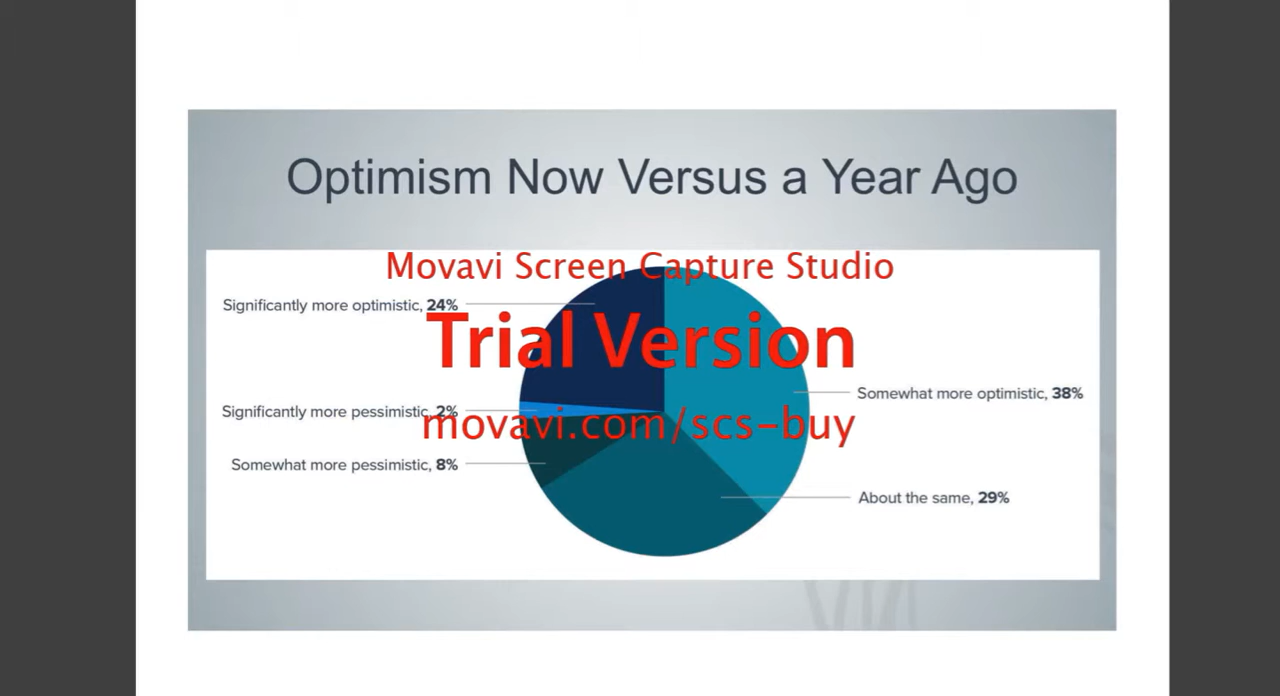 Optimism Now Versus a Year Ago
Movavi Screen Capture Studio
Significantly more optimistic, 24%
Trial Version
Somewhat more optimistic, 38%
Significantly more pessimistic, 2%
movavi.com/scs-buy
Somewhat more pessimistic, 8%
About the same, 29%